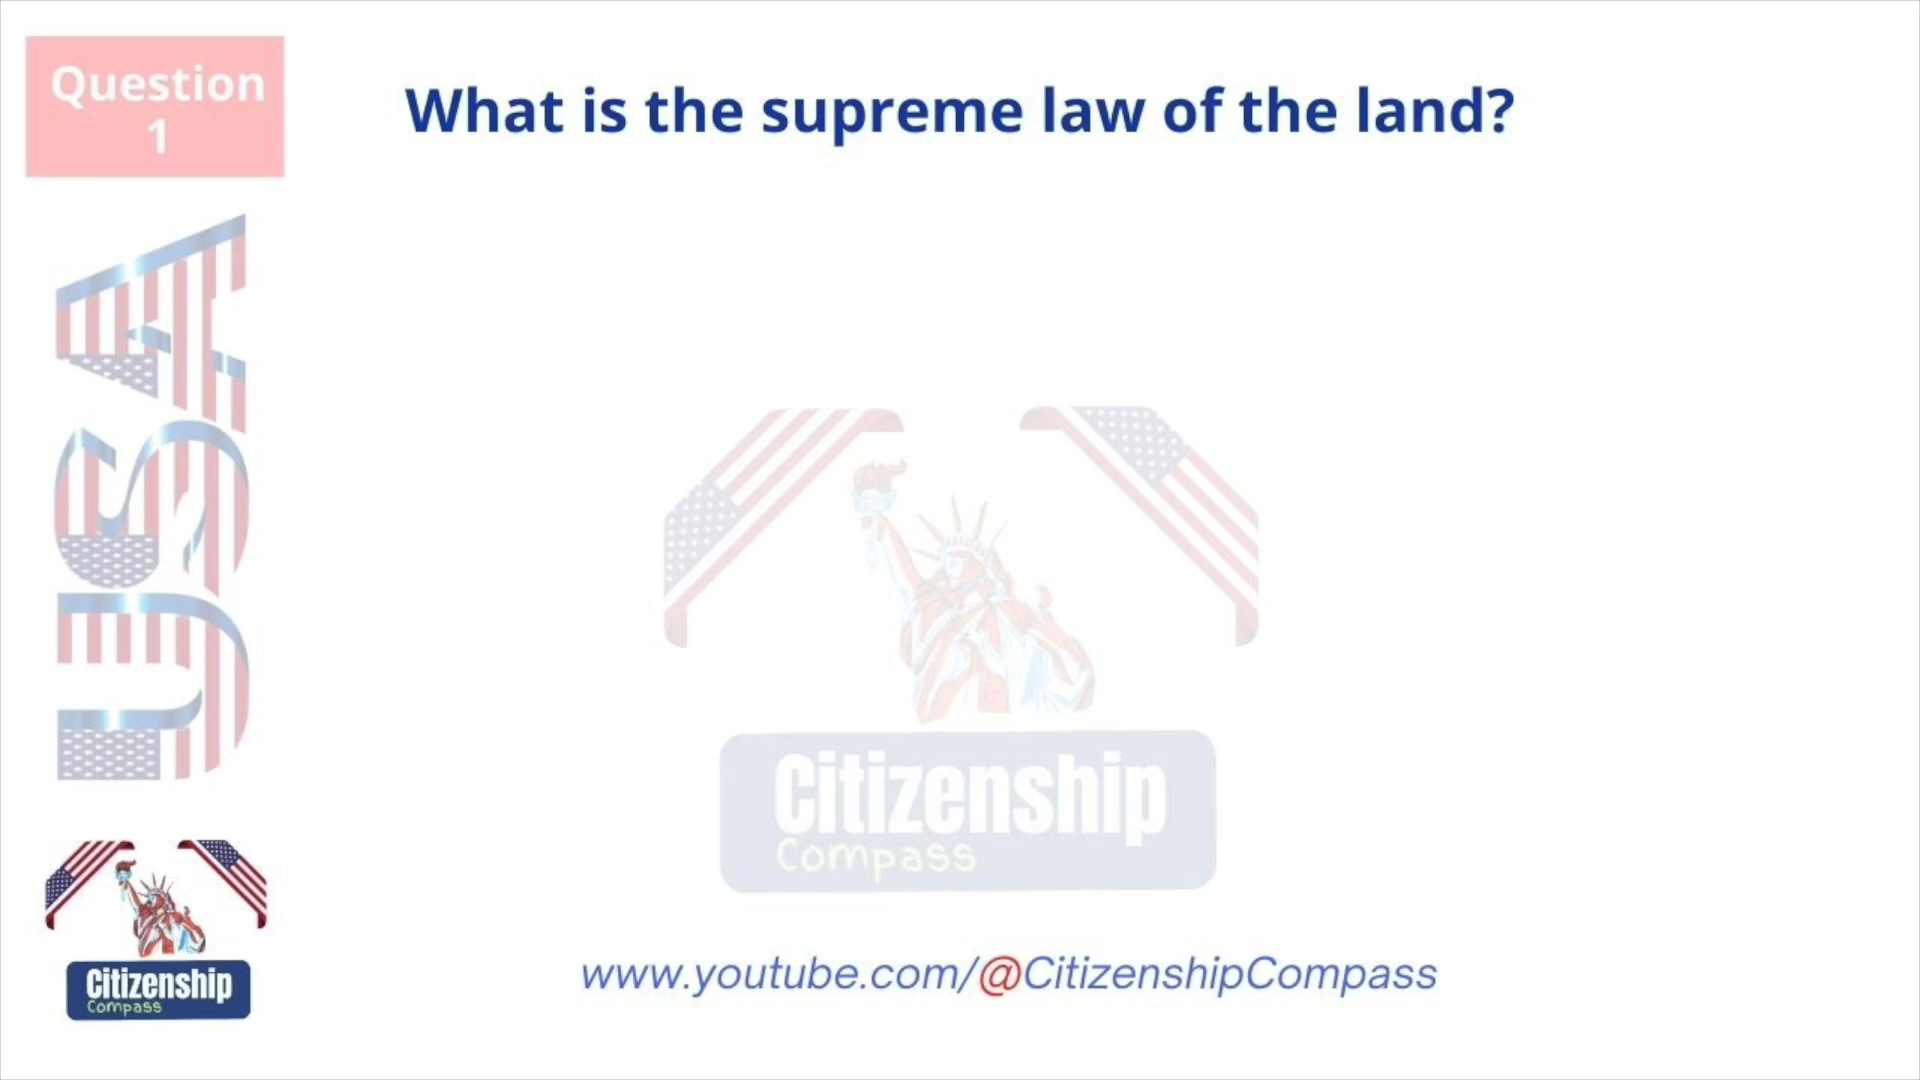 Question
1
What is the supreme law of the land?
USA
Citizenship
Compass
Citizenship
Compass
www.youtube.com/@CitizenshipCompass